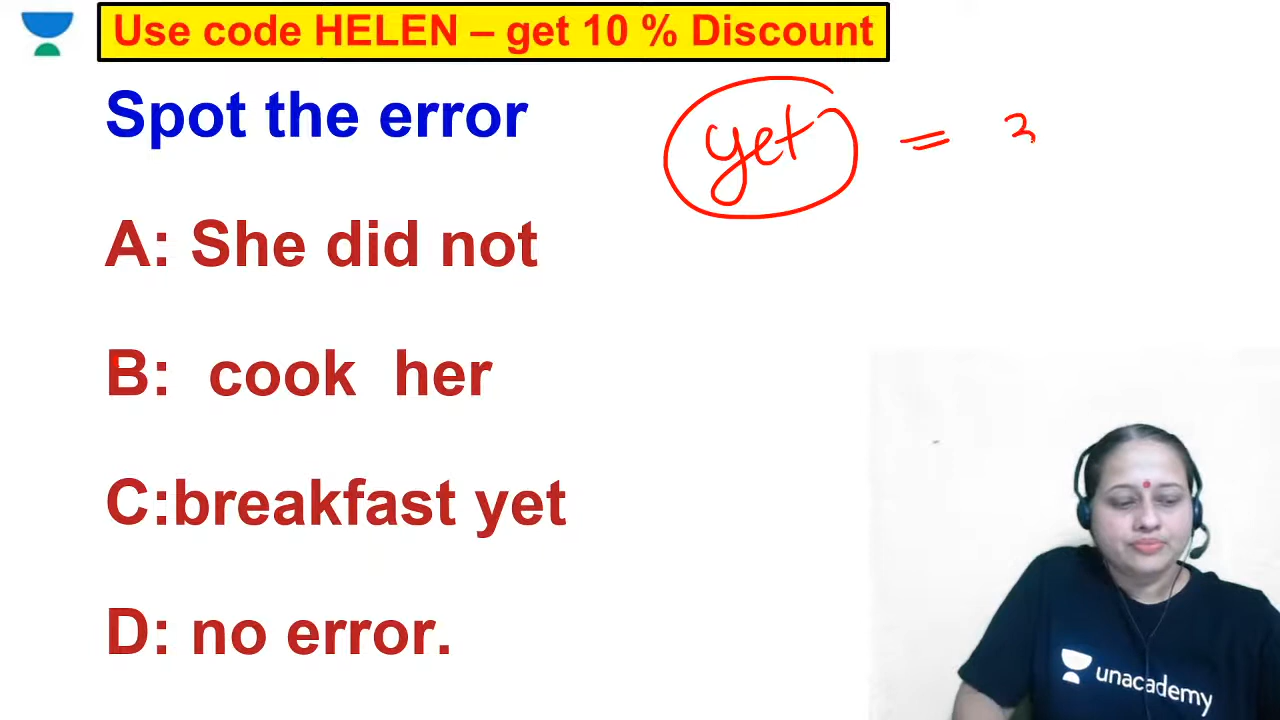 Use code HELEN – get 10 % Discount
Spot the error
yet =
A: She did not
B: cook her
C:breakfast yet
D: no error.
unacademy